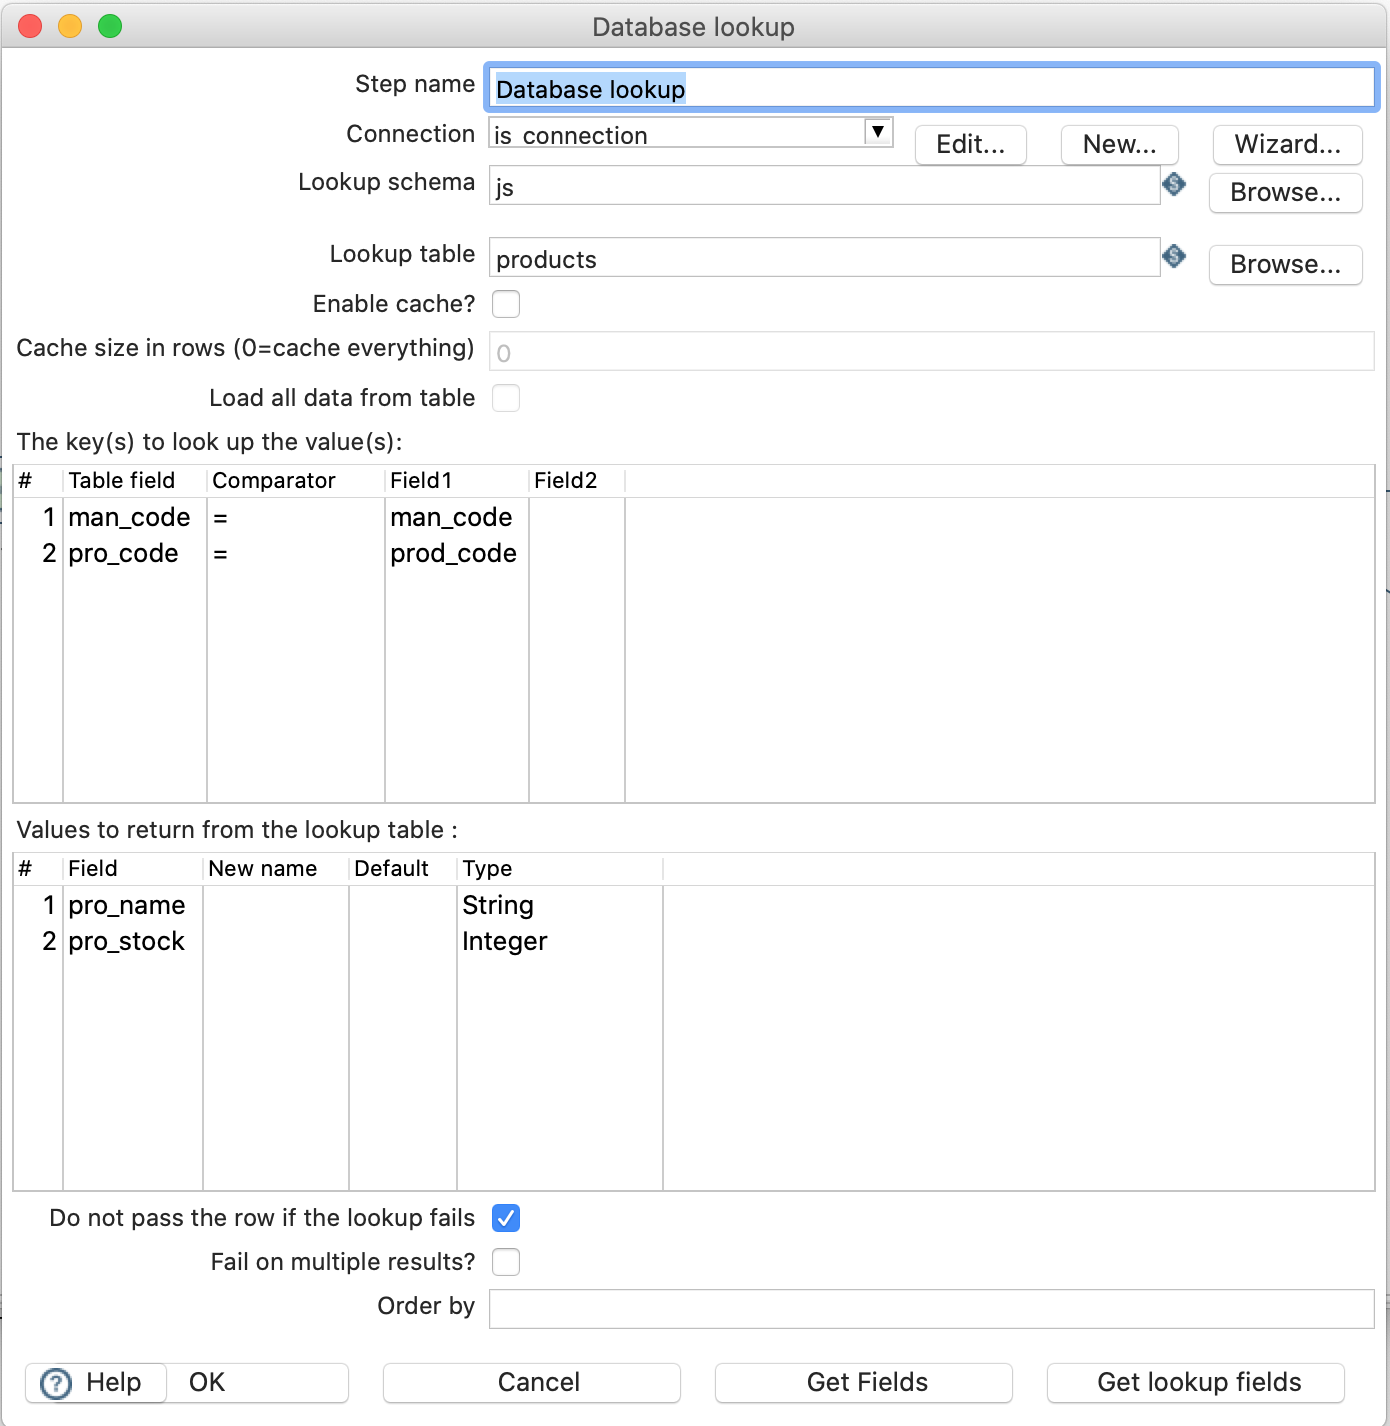 Database lookup
Step name Database lookup
Connection is connection ▼ Edit... New... Wizard...
Lookup schema js Browse...
Lookup table products Browse...
Enable cache?
Cache size in rows (0=cache everything) 0
Load all data from table
The key(s) to look up the value(s):
# Table field Comparator Field1 Field2
1 man_code = man_code
2 pro_code = prod_code
Values to return from the lookup table :
# Field New name Default Type
1 pro_name String
2 pro_stock Integer
Do not pass the row if the lookup fails
Fail on multiple results?
Order by
? Help OK Cancel Get Fields Get lookup fields